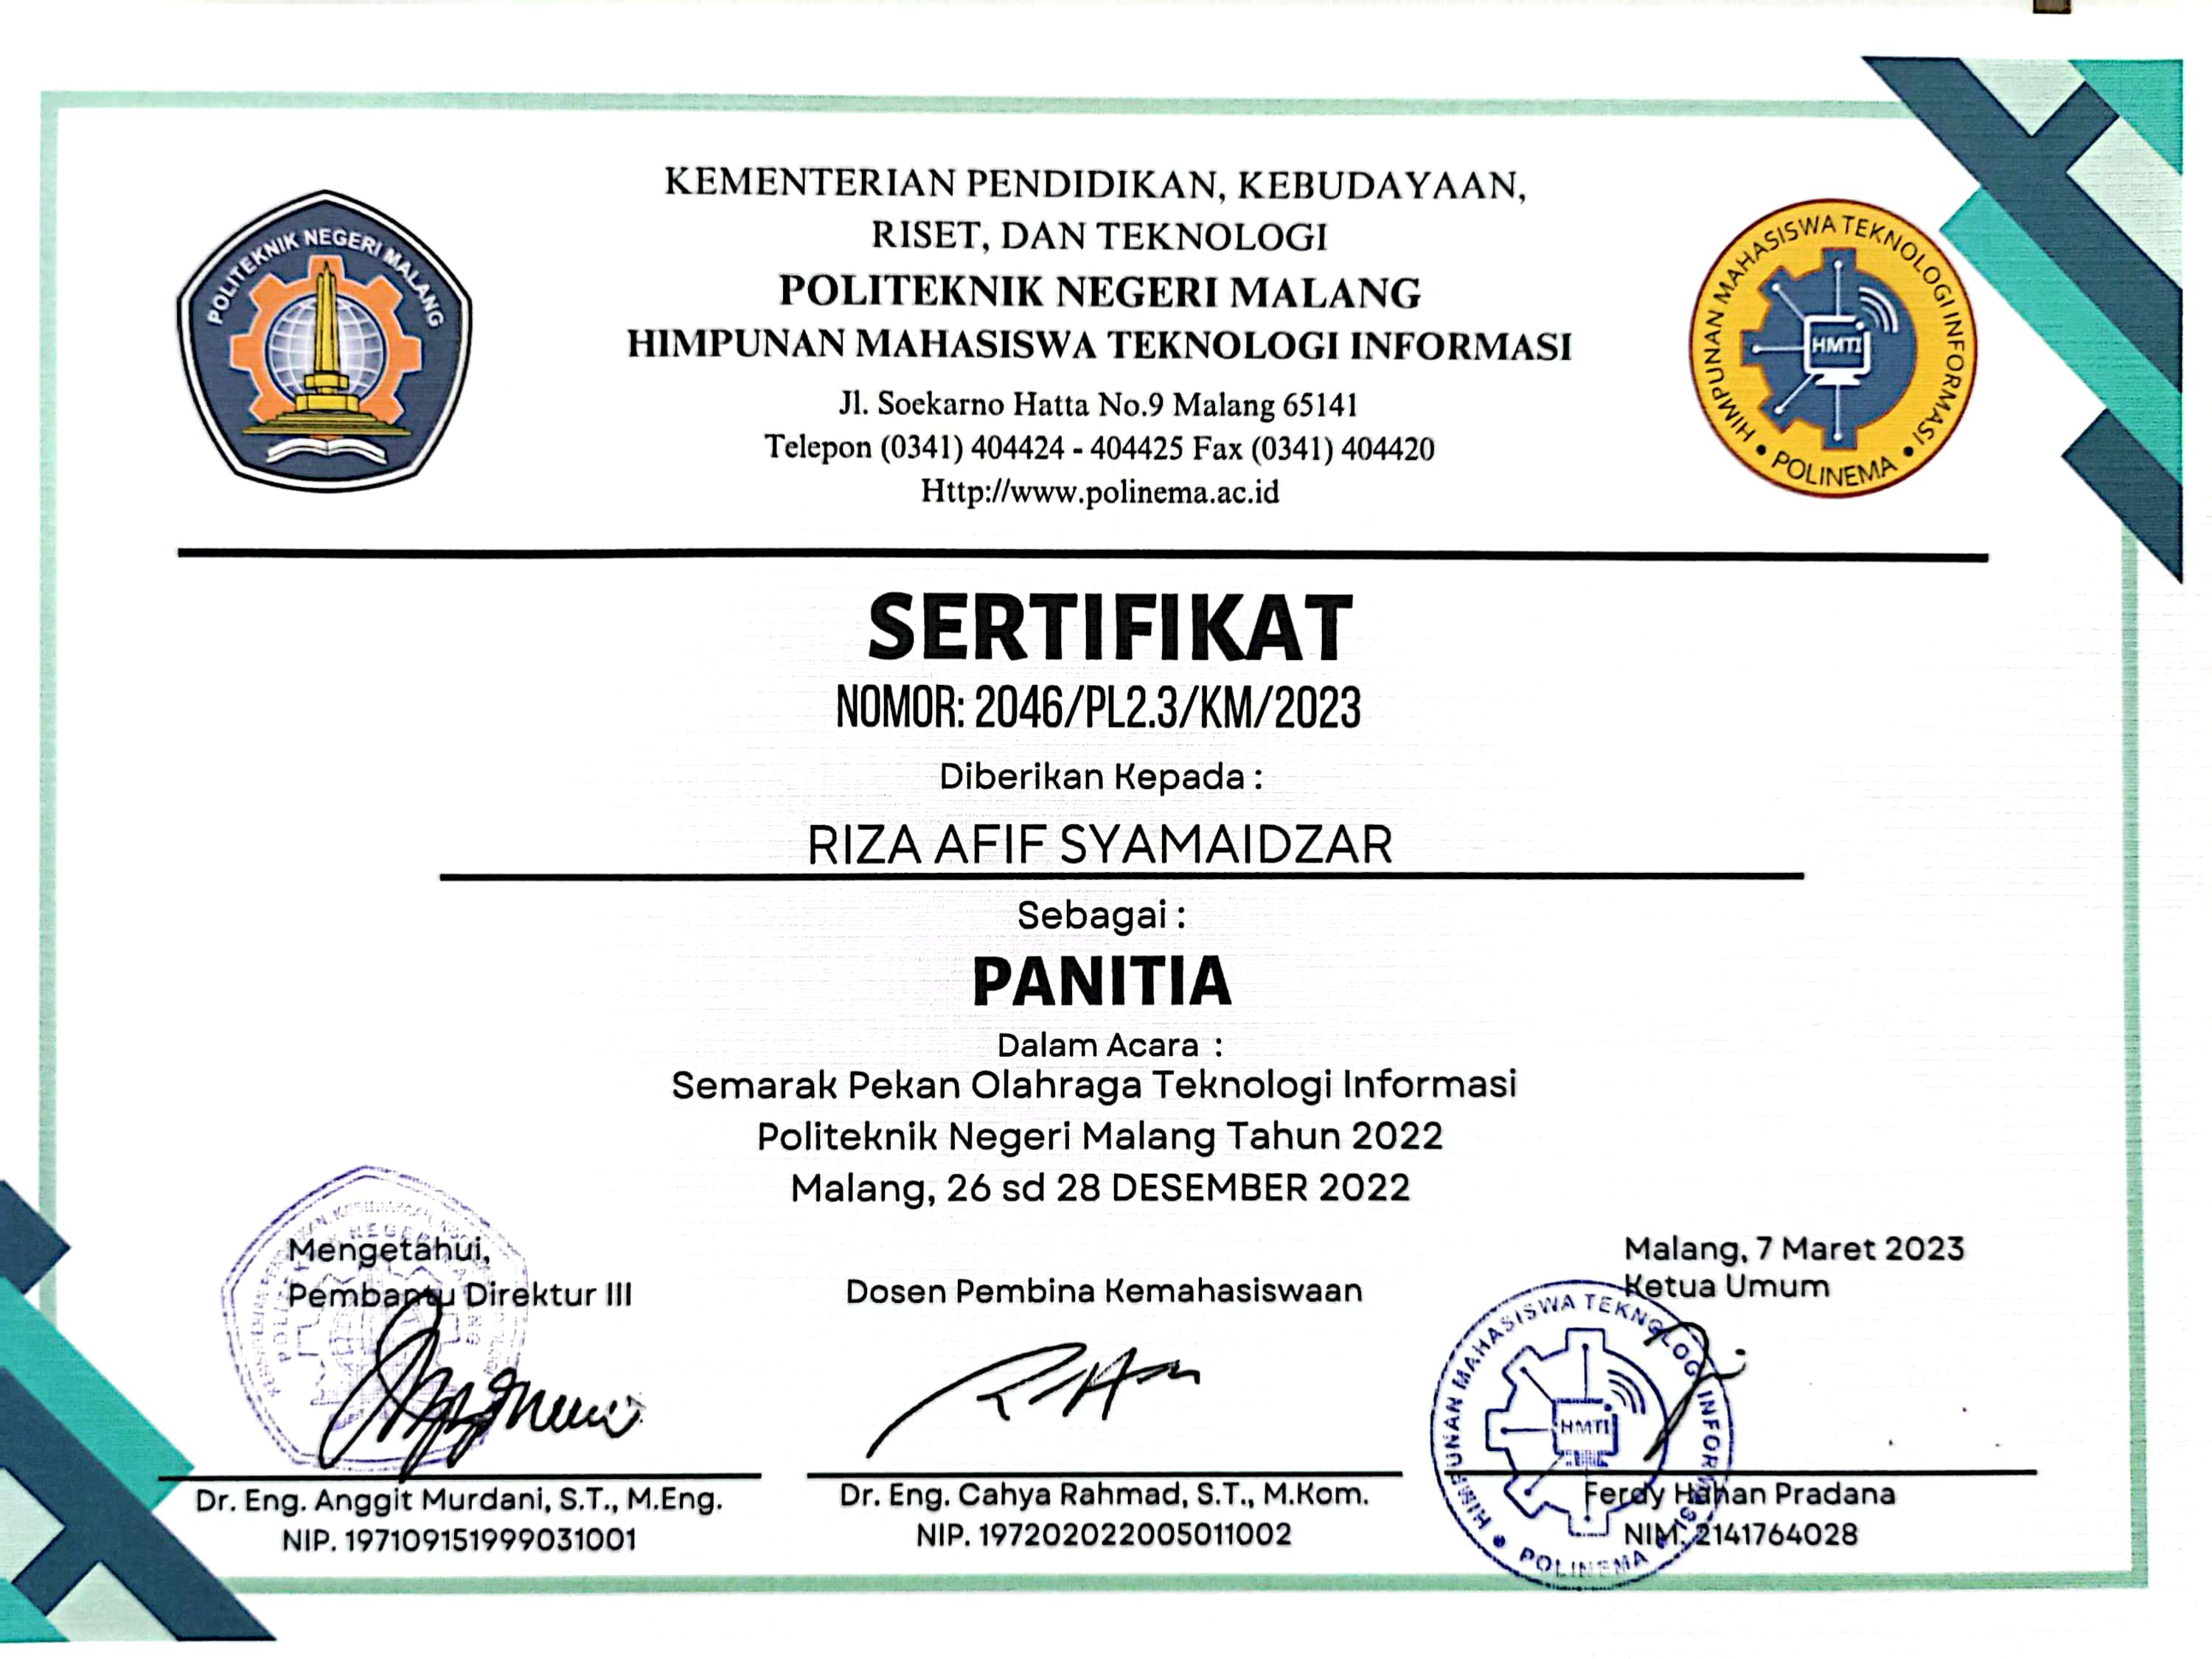 KEMENTERIAN PENDIDIKAN, KEBUDAYAAN,
RISET, DAN TEKNOLOGI
POLITEKNIK NEGERI MALANG
HIMPUNAN MAHASISWA TEKNOLOGI INFORMASI
Jl. Soekarno Hatta No.9 Malang 65141
Telepon (0341) 404424 - 404425 Fax (0341) 404420
Http://www.polinema.ac.id
POLITEKNIK NEGERI MALANG
HIMPUNAN MAHASISWA TEKNOLOGI INFORMASI
HMTI
• POLINEMA •
SERTIFIKAT
NOMOR: 2046/PL2.3/KM/2023
Diberikan Kepada :
RIZA AFIF SYAMAIDZAR
Sebagai :
PANITIA
Dalam Acara :
Semarak Pekan Olahraga Teknologi Informasi
Politeknik Negeri Malang Tahun 2022
Malang, 26 sd 28 DESEMBER 2022
Mengetahui,
Pembantu Direktur III
Dr. Eng. Anggit Murdani, S.T., M.Eng.
NIP. 197109151999031001
Dosen Pembina Kemahasiswaan
Dr. Eng. Cahya Rahmad, S.T., M.Kom.
NIP. 197202022005011002
Malang, 7 Maret 2023
Ketua Umum
HIMPUNAN MAHASISWA TEKNOLOGI INFORMASI
HMTI
• POLINEMA •
Ferdy Pradana
NIM. 2141764028